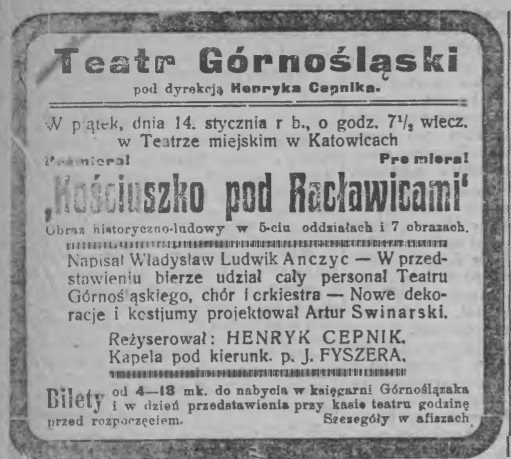 Teatr Górnośląski
pod dyrekcją Henryka Cepnika.
W piątek, dnia 14. stycznia r b., o godz. 7½ wiecz.
w Teatrze miejskim w Katowicach
Premiera! Premiera!
„Kościuszko pod Racławicami"
Obraz historyczno-ludowy w 5-ciu oddziałach i 7 obrazach.
Napisał Władysław Ludwik Anczyc — W przed-
stawieniu bierze udział cały personal Teatru
Górnośląskiego, chór i orkiestra — Nowe deko-
racje i kostjumy projektował Artur Swinarski.
Reżyserował: HENRYK CEPNIK.
Kapela pod kierunk. p. J. FYSZERA.
Bilety od 4—18 mk. do nabycia w księgarni Górnoślązaka
i w dzień przedstawienia przy kasie teatru godzinę
przed rozpoczęciem. Szczegóły w afiszach